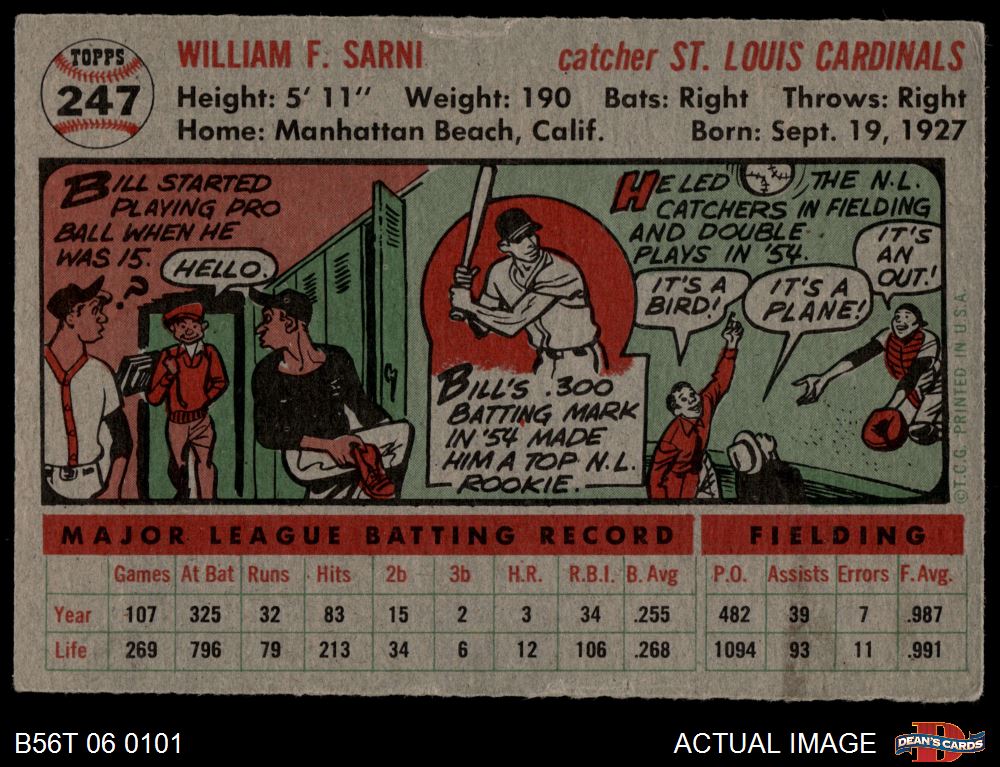 TOPPS
247
WILLIAM F. SARNI
catcher ST. LOUIS CARDINALS
Height: 5' 11" Weight: 190 Bats: Right Throws: Right
Home: Manhattan Beach, Calif. Born: Sept. 19, 1927
BILL STARTED
PLAYING PRO
BALL WHEN HE
WAS 15.
HELLO.
?
BILL'S .300
BATTING MARK
IN '54 MADE
HIM A TOP N.L.
ROOKIE.
HE LED THE N.L.
CATCHERS IN FIELDING
AND DOUBLE
PLAYS IN '54.
IT'S A
BIRD!
IT'S A
PLANE!
IT'S
AN
OUT!
©T.C.G. PRINTED IN U.S.A.
MAJOR LEAGUE BATTING RECORD FIELDING
Games At Bat Runs Hits 2b 3b H.R. R.B.I. B. Avg P.O. Assists Errors F. Avg.
Year 107 325 32 83 15 2 3 34 .255 482 39 7 .987
Life 269 796 79 213 34 6 12 106 .268 1094 93 11 .991
B56T 06 0101 ACTUAL IMAGE
D
DEAN'S CARDS